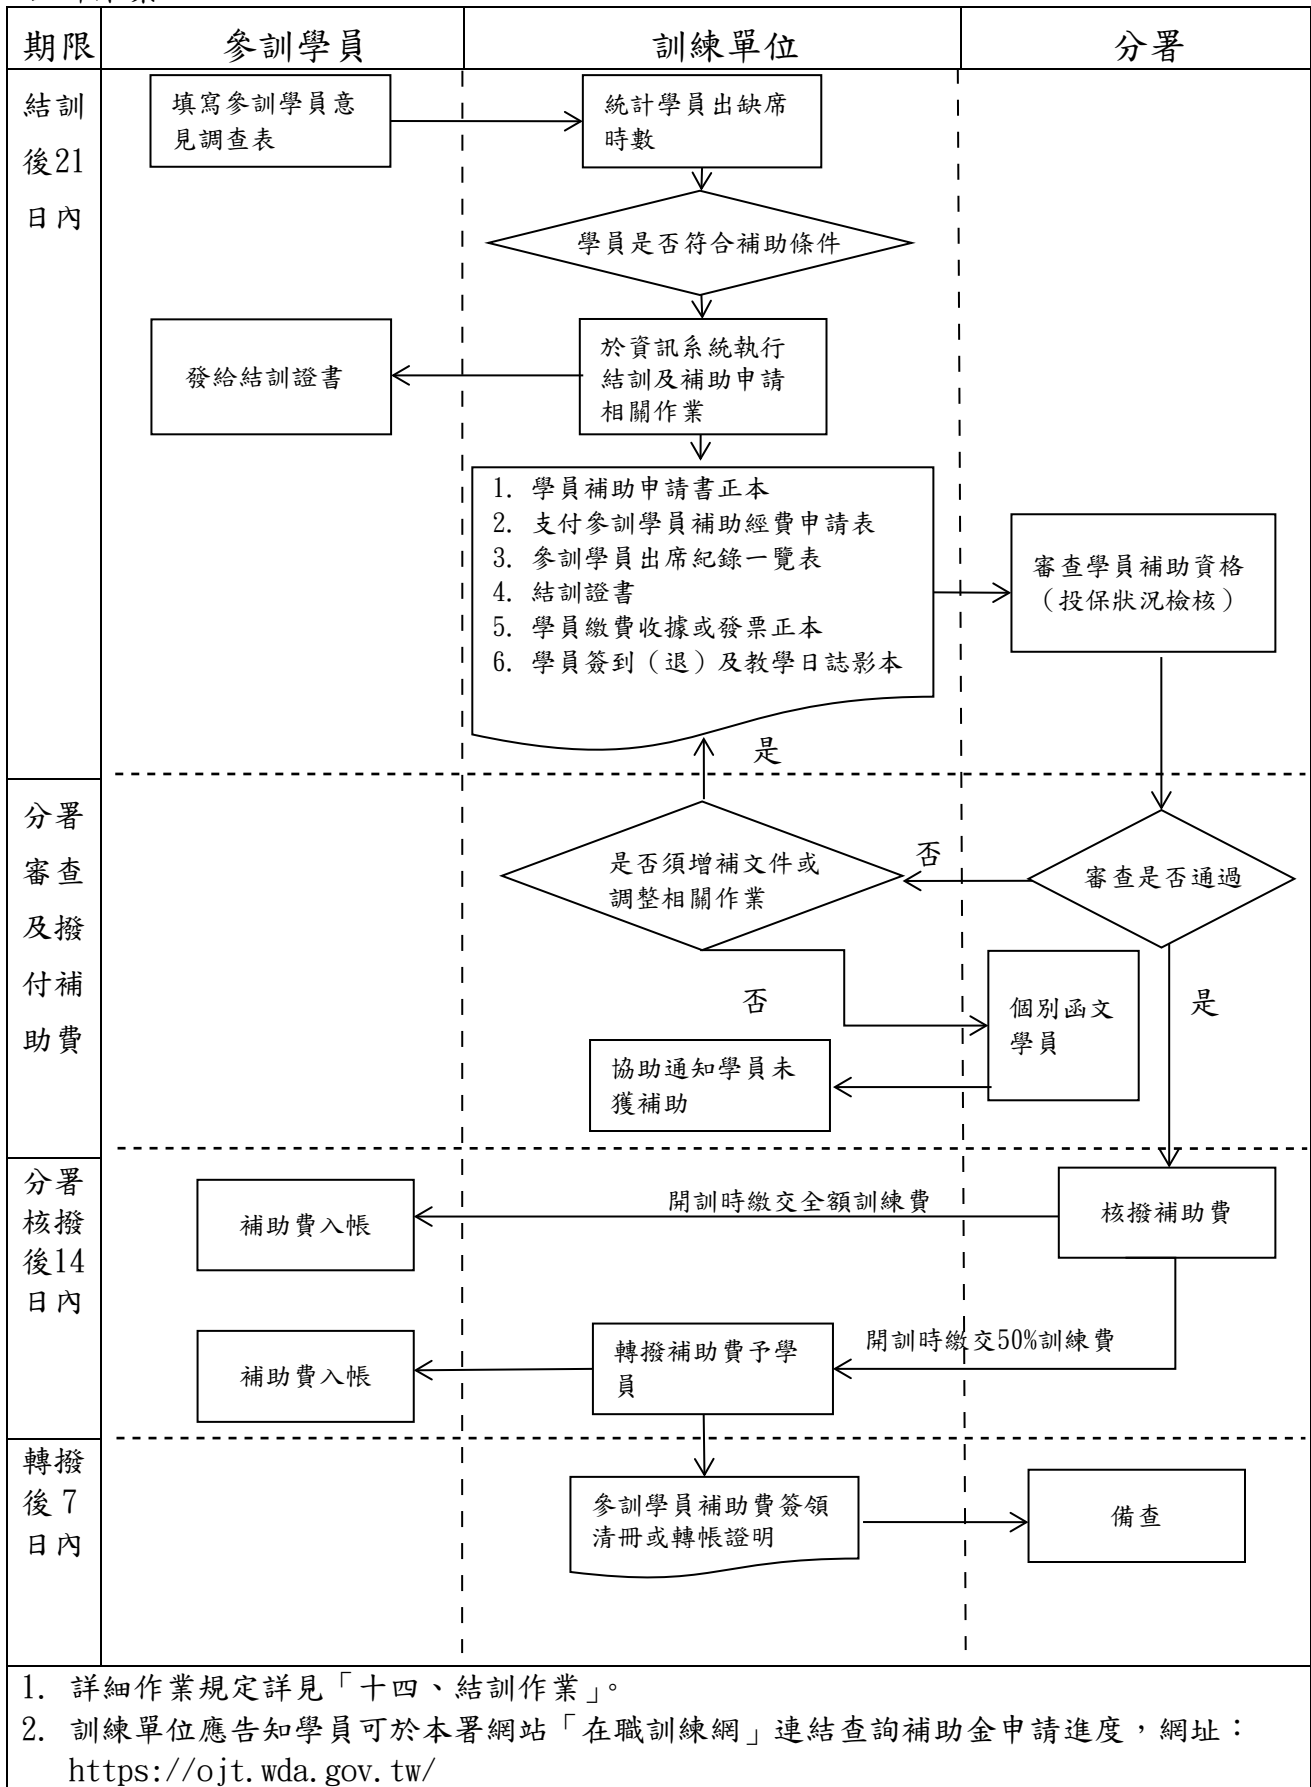 期限
參訓學員
訓練單位
分署
結訓
後21
日內
填寫參訓學員意
見調查表
統計學員出缺席
時數
學員是否符合補助條件
於資訊系統執行
結訓及補助申請
相關作業
發給結訓證書
1. 學員補助申請書正本
2. 支付參訓學員補助經費申請表
3. 參訓學員出席紀錄一覽表
4. 結訓證書
5. 學員繳費收據或發票正本
6. 學員簽到（退）及教學日誌影本
審查學員補助資格
（投保狀況檢核）
是
分署
審查
及撥
付補
助費
是否須增補文件或
調整相關作業
否
審查是否通過
否
個別函文
學員
是
協助通知學員未
獲補助
分署
核撥
後14
日內
補助費入帳
開訓時繳交全額訓練費
核撥補助費
補助費入帳
轉撥補助費予學
員
開訓時繳交50%訓練費
轉撥
後 7
日內
參訓學員補助費簽領
清冊或轉帳證明
備查
1. 詳細作業規定詳見「十四、結訓作業」。
2. 訓練單位應告知學員可於本署網站「在職訓練網」連結查詢補助金申請進度，網址：
https://ojt.wda.gov.tw/